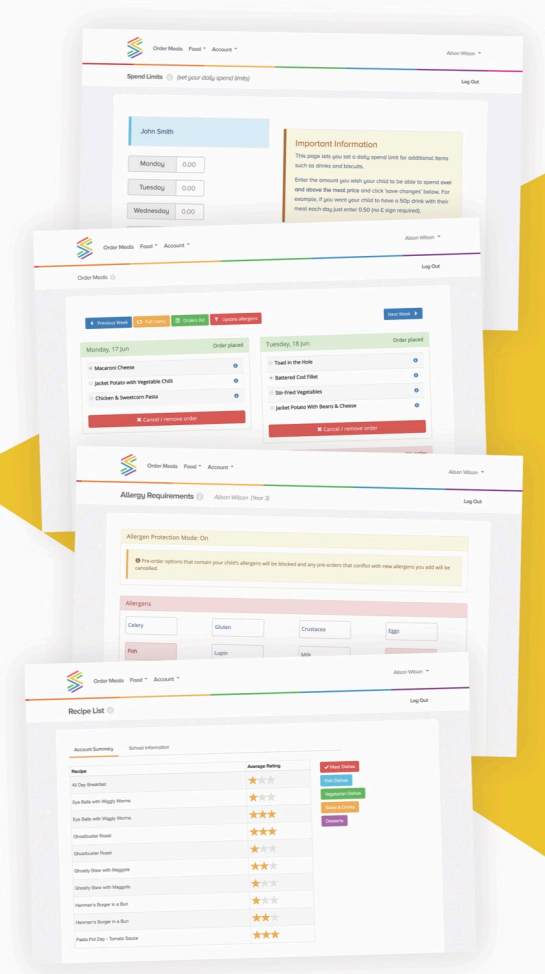 Order Meals Food Account
Alison Wilson
Spend Limits (set your daily spend limits)
Log Out
John Smith
Monday 0.00
Tuesday 0.00
Wednesday 0.00
Important Information
This page lets you set a daily spend limit for additional items
such as drinks and biscuits.
Enter the amount you wish your child to be able to spend over
and above the meal price and click 'save changes' below. For
example, if you want your child to have a 50p drink with their
meal each day just enter 0.50 (no £ sign required).
Order Meals Food Account
Alison Wilson
Order Meals
Log Out
Previous Week
Full menu
Orders list
Update allergens
Next Week
Monday, 17 Jun Order placed
Macaroni Cheese
Jacket Potato with Vegetable Chilli
Chicken & Sweetcorn Pasta
Cancel / remove order
Tuesday, 18 Jun Order placed
Toad in the Hole
Battered Cod Fillet
Stir-fried Vegetables
Jacket Potato With Beans & Cheese
Cancel / remove order
Order Meals Food Account
Alison Wilson
Allergy Requirements Alison Wilson (Year 3)
Log Out
Allergen Protection Mode: On
Pre-order options that contain your child's allergens will be blocked and any pre-orders that conflict with new allergens you add will be
cancelled.
Allergens
Celery Gluten Crustacea Eggs
Fish Lupin Milk
Order Meals Food Account
Alison Wilson
Recipe List
Log Out
Account Summary School Information
Recipe Average Rating
All Day Breakfast
Eye Balls with Wiggly Worms
Eye Balls with Wiggly Worms
Ghostbuster Roast
Ghostbuster Roast
Ghostly Stew with Maggots
Ghostly Stew with Maggots
Henman's Burger in a Bun
Henman's Burger in a Bun
Pasta Pot Day - Tomato Sauce
Meat Dishes
Fish Dishes
Vegetarian Dishes
Sides & Drinks
Desserts